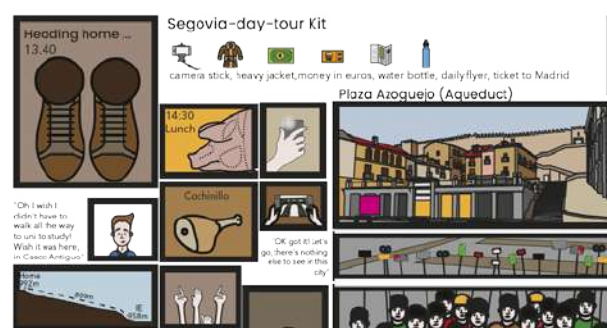 Heading home ...
13.40
Segovia-day-tour Kit
camera stick, heavy jacket,money in euros, water bottle, dailyflyer, ticket to Madrid
Plaza Azoguejo (Aqueduct)
14:30
Lunch
Cochinillo
"Oh I wish I
didn't have to
walk all the way
to uni to study!
Wish it was here,
in Casco Antiguo"
"OK got it! Let's
go, there's nothing
else to see in this
city"
Home
992m
IE
958m